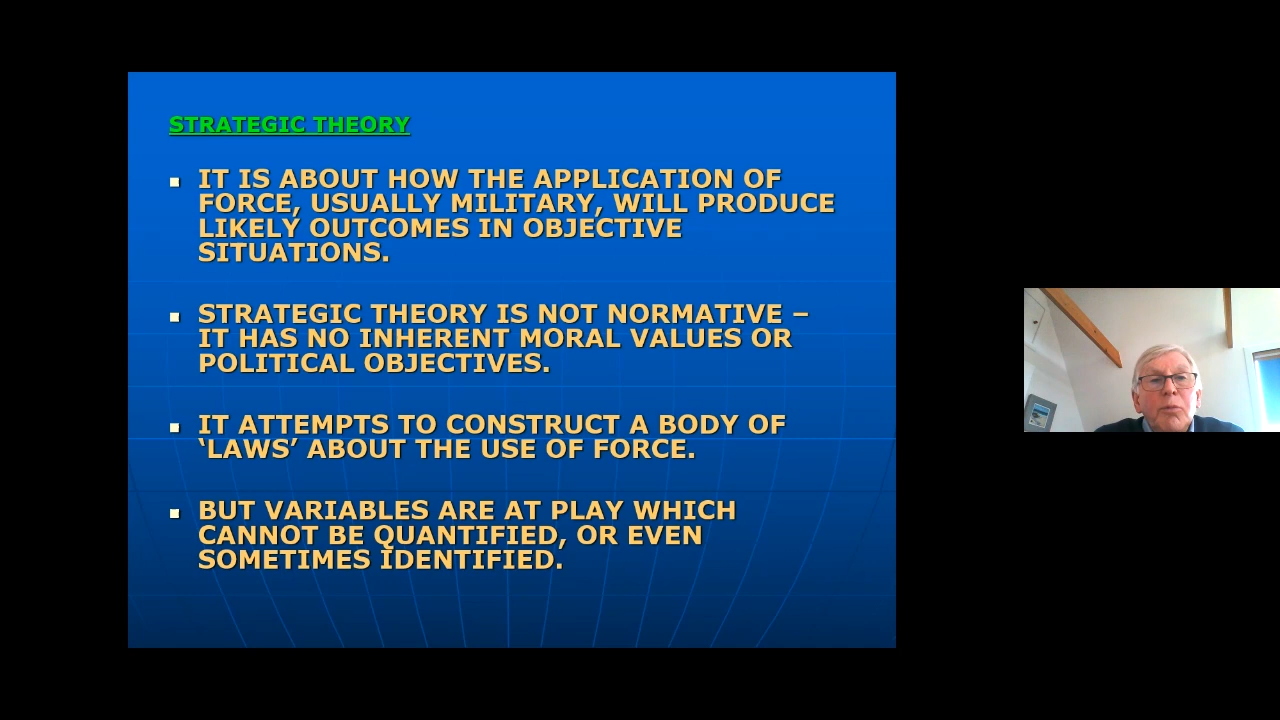 STRATEGIC THEORY
IT IS ABOUT HOW THE APPLICATION OF
FORCE, USUALLY MILITARY, WILL PRODUCE
LIKELY OUTCOMES IN OBJECTIVE
SITUATIONS.
STRATEGIC THEORY IS NOT NORMATIVE –
IT HAS NO INHERENT MORAL VALUES OR
POLITICAL OBJECTIVES.
IT ATTEMPTS TO CONSTRUCT A BODY OF
‘LAWS’ ABOUT THE USE OF FORCE.
BUT VARIABLES ARE AT PLAY WHICH
CANNOT BE QUANTIFIED, OR EVEN
SOMETIMES IDENTIFIED.